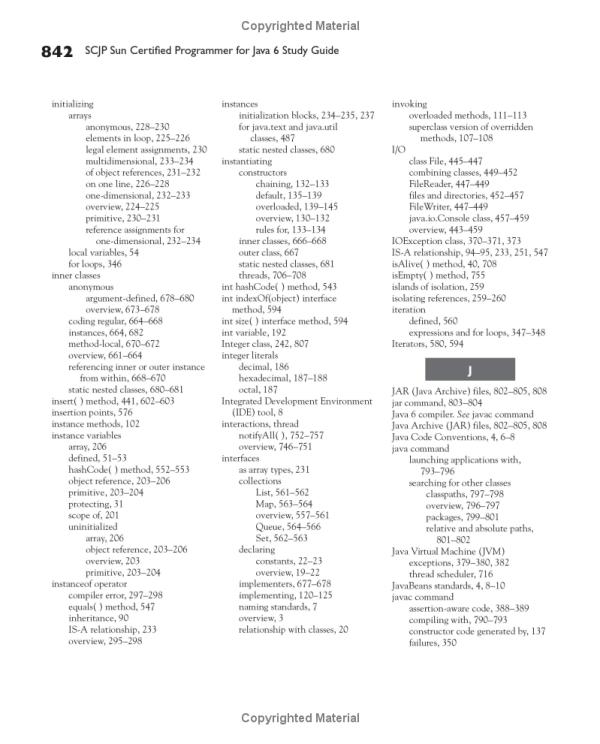 Copyrighted Material
842 SCJP Sun Certified Programmer for Java 6 Study Guide
initializing
arrays
anonymous, 228–230
elements in loop, 225–226
legal element assignments, 230
multidimensional, 233–234
of object references, 231–232
on one line, 226–228
one-dimensional, 232–233
overview, 224–225
primitive, 230–231
reference assignments for
one-dimensional, 232–234
local variables, 54
for loops, 346
inner classes
anonymous
argument-defined, 678–680
overview, 673–678
coding regular, 664–668
instances, 664, 682
method-local, 670–672
overview, 661–664
referencing inner or outer instance
from within, 668–670
static nested classes, 680–681
insert( ) method, 441, 602–603
insertion points, 576
instance methods, 102
instance variables
array, 206
defined, 51–53
hashCode( ) method, 552–553
object reference, 203–206
primitive, 203–204
protecting, 31
scope of, 201
uninitialized
array, 206
object reference, 203–206
overview, 203
primitive, 203–204
instanceof operator
compiler error, 297–298
equals( ) method, 547
inheritance, 90
IS-A relationship, 233
overview, 295–298
instances
initialization blocks, 234–235, 237
for java.text and java.util
classes, 487
static nested classes, 680
instantiating
constructors
chaining, 132–133
default, 135–139
overloaded, 139–145
overview, 130–132
rules for, 133–134
inner classes, 666–668
outer class, 667
static nested classes, 681
threads, 706–708
int hashCode( ) method, 543
int indexOf(object) interface
method, 594
int size( ) interface method, 594
int variable, 192
Integer class, 242, 807
integer literals
decimal, 186
hexadecimal, 187–188
octal, 187
Integrated Development Environment
(IDE) tool, 8
interactions, thread
notifyAll( ), 752–757
overview, 746–751
interfaces
as array types, 231
collections
List, 561–562
Map, 563–564
overview, 557–561
Queue, 564–566
Set, 562–563
declaring
constants, 22–23
overview, 19–22
implementers, 677–678
implementing, 120–125
naming standards, 7
overview, 3
relationship with classes, 20
invoking
overloaded methods, 111–113
superclass version of overridden
methods, 107–108
I/O
class File, 445–447
combining classes, 449–452
FileReader, 447–449
files and directories, 452–457
FileWriter, 447–449
java.io.Console class, 457–459
overview, 443–459
IOException class, 370–371, 373
IS-A relationship, 94–95, 233, 251, 547
isAlive( ) method, 40, 708
isEmpty( ) method, 755
islands of isolation, 259
isolating references, 259–260
iteration
defined, 560
expressions and for loops, 347–348
Iterators, 580, 594
J
JAR (Java Archive) files, 802–805, 808
jar command, 803–804
Java 6 compiler. See javac command
Java Archive (JAR) files, 802–805, 808
Java Code Conventions, 4, 6–8
java command
launching applications with,
793–796
searching for other classes
classpaths, 797–798
overview, 796–797
packages, 799–801
relative and absolute paths,
801–802
Java Virtual Machine (JVM)
exceptions, 379–380, 382
thread scheduler, 716
JavaBeans standards, 4, 8–10
javac command
assertion-aware code, 388–389
compiling with, 790–793
constructor code generated by, 137
failures, 350
Copyrighted Material